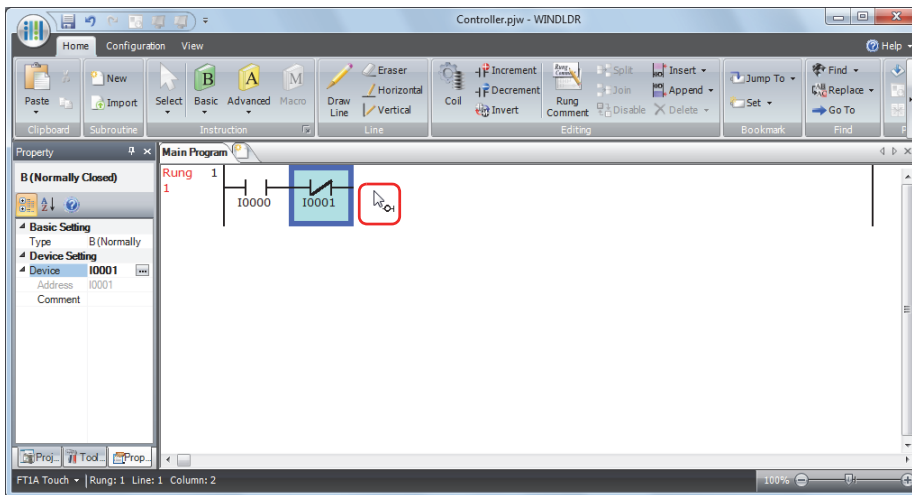 Controller.pjw - WINDLDR
Home Configuration View Help
Paste New Import Select Basic Advanced Macro Draw Line Eraser Horizontal Vertical Coil Increment Decrement Invert Rung Comment Split Join Disable Insert Append Delete Jump To Set Find Replace Go To
B A M
Clipboard Subroutine Instruction Line Editing Bookmark Find F
Property Main Program
B (Normally Closed)
Rung 1
1
I0000 I0001
Basic Setting
Type B (Normally
Device Setting
Device I0001 ...
Address I0001
Comment
Proj... Tool... Prop...
FT1A Touch Rung: 1 Line: 1 Column: 2 100%